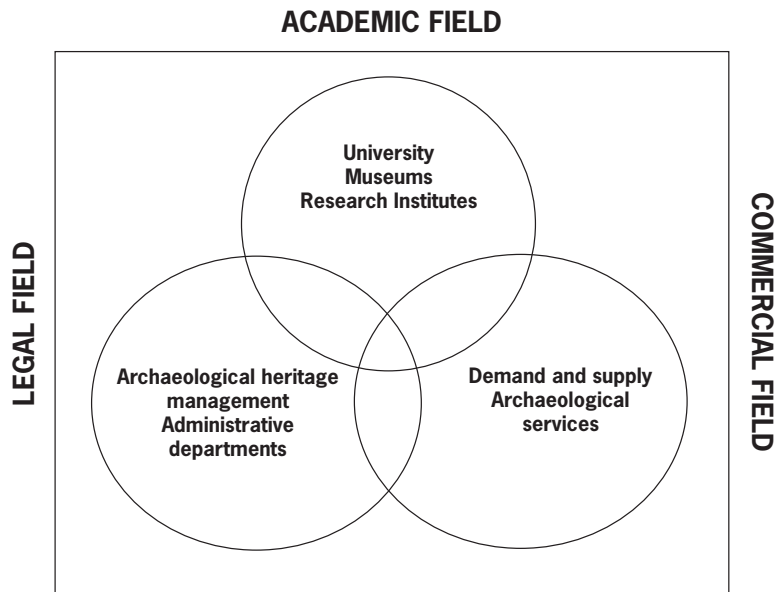 ACADEMIC FIELD
University
Museums
Research Institutes
LEGAL FIELD
COMMERCIAL FIELD
Archaeological heritage
management
Administrative
departments
Demand and supply
Archaeological
services